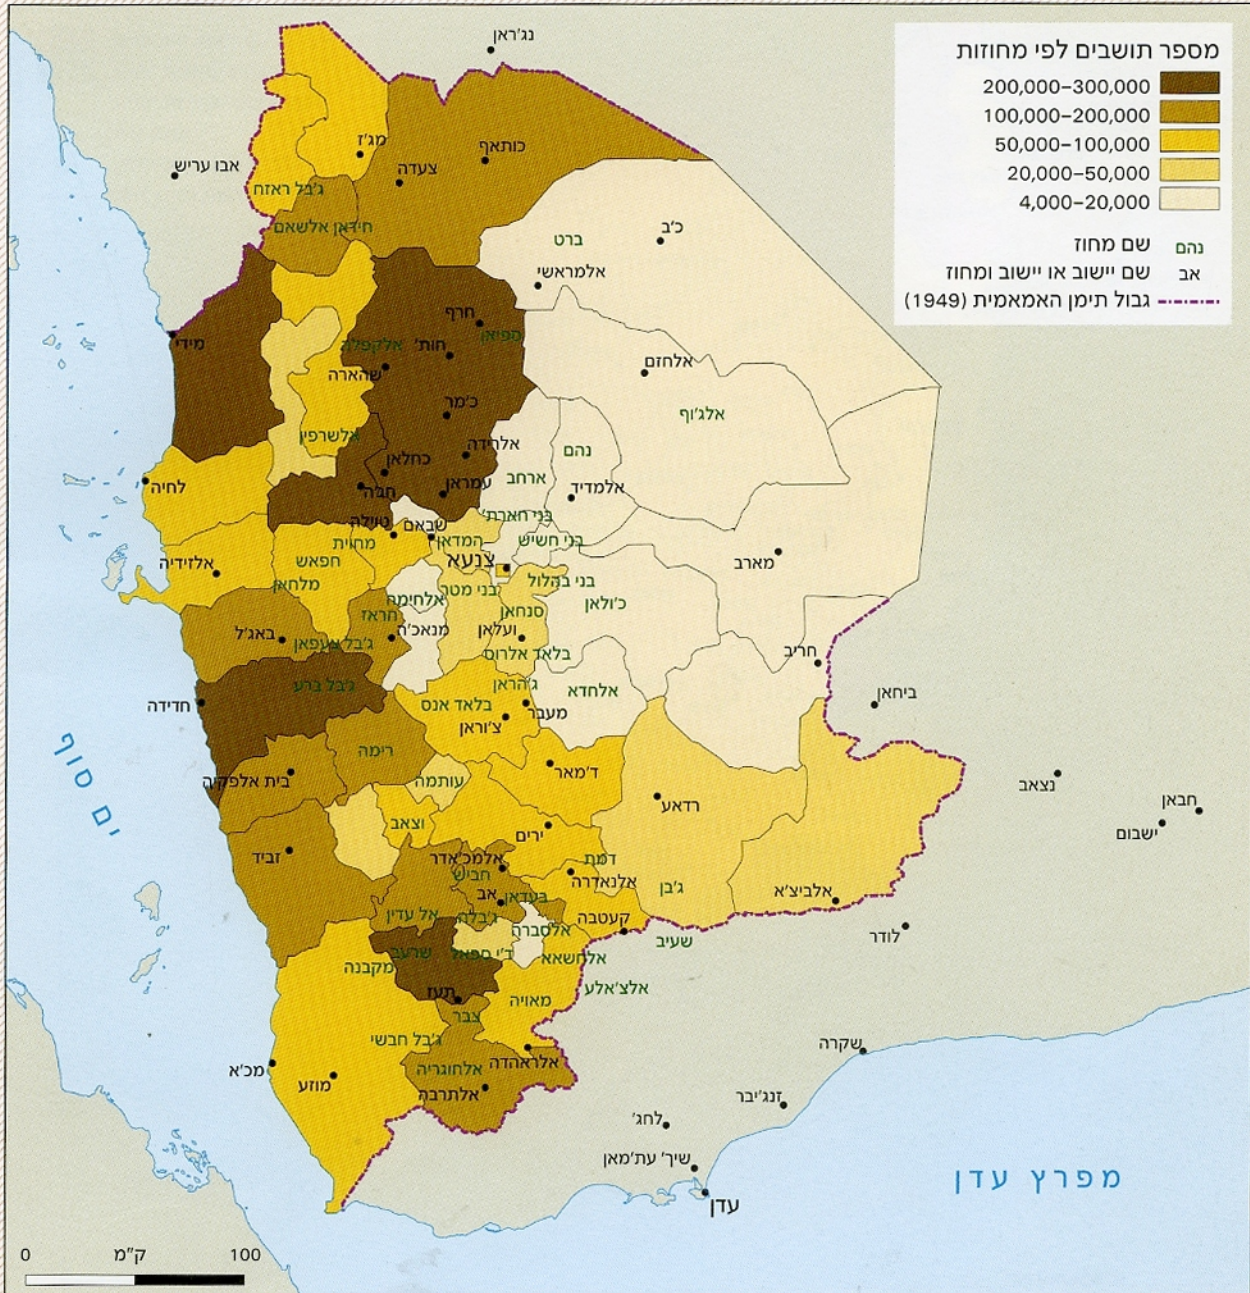 מספר תושבים לפי מחוזות
200,000–300,000
100,000–200,000
50,000–100,000
20,000–50,000
4,000–20,000
נהם שם מחוז
אב שם יישוב או יישוב ומחוז
גבול תימן האמאמית (1949)
נג'ראן
מג'ז
כותאף
אבו עריש
צעדה
ג'בל ראזח
חידאן אלשאם
ברט
כ'ב
אלמראשי
חרף
ספיאן
מידי
אלקפלה
חות'
שהארה
אלחזם
כ'מר
אלג'וף
אלשרפין
אלרידה
נהם
כחלאן
ארחב
לחיה
חג'ה
עמראן
אלמדיד
טוילה
שבאם
בני חארת'
מחוית
המדאן
בני חשיש
אלזידיה
חפאש
צנעא
מארב
מלחאן
בני מטר
בני בהלול
אלחימה
כ'ולאן
חראז
סנחאן
באג'ל
מנאכ'ה
ועלאן
ג'בל צעפאן
בלאד אלרוס
חריב
ג'בל ברע
ג'הראן
אלחדא
ביחאן
חדידה
בלאד אנס
מעבר
צ'וראן
רימה
ד'מאר
בית אלפקיה
עותמה
נצאב
רדאע
חבאן
וצאב
ירים
ישבום
זביד
אלמכ'אדר
דמת
חביש
אלנאדרה
ג'בן
אלביצ'א
אב
בעדאן
אל עדין
ג'בלה
קעטבה
אלסברה
לודר
שרעב
ד'י ספאל
אלחשאא
שעיב
מקבנה
תעז
מאויה
אלצ'אלע
צבר
ג'בל חבשי
שקרה
מכ'א
אלחוגריה
אלראהדה
מוזע
אלתרבה
זנג'יבר
לחג'
שיך' עת'מאן
עדן
ים סוף
מפרץ עדן
0 ק"מ 100